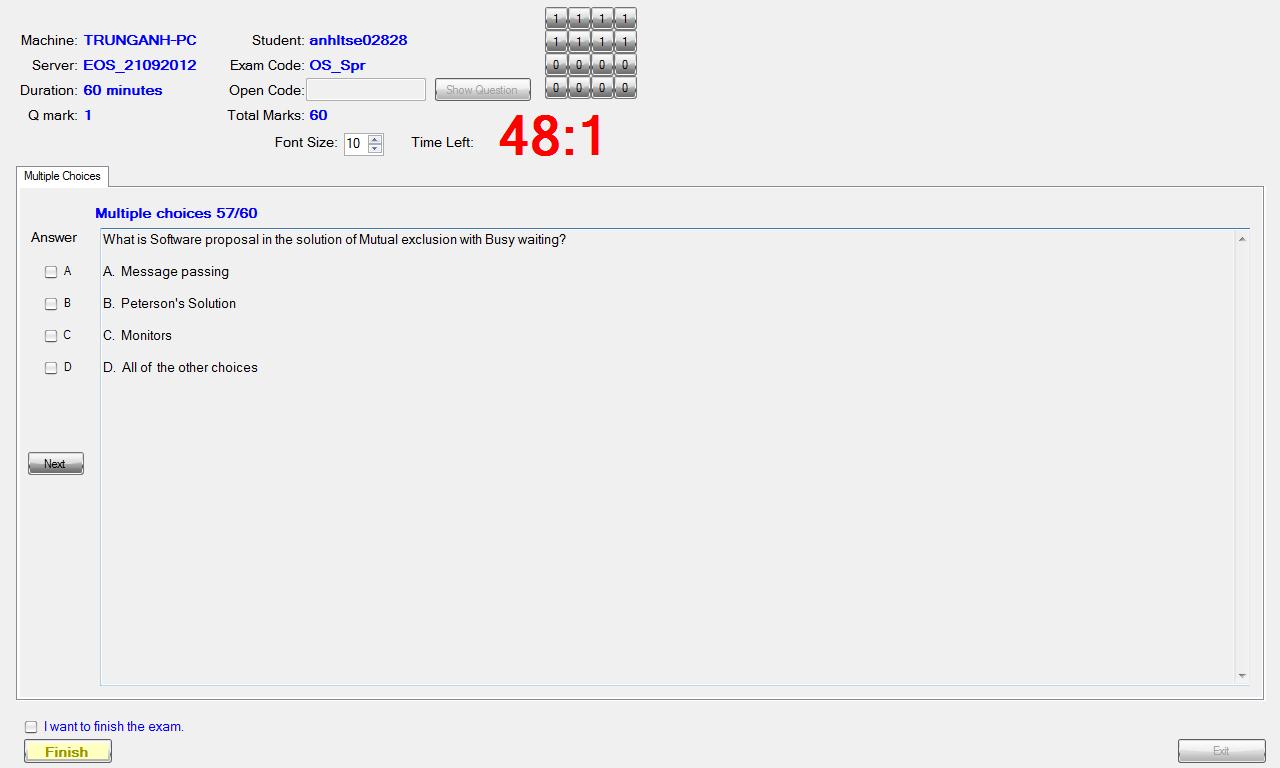 1 1 1 1
Machine: TRUNGANH-PC Student: anhltse02828
1 1 1 1
Server: EOS_21092012 Exam Code: OS_Spr
0 0 0 0
Duration: 60 minutes Open Code: Show Question
0 0 0 0
Q mark: 1 Total Marks: 60
Font Size: 10 Time Left: 48:1
Multiple Choices
Multiple choices 57/60
Answer What is Software proposal in the solution of Mutual exclusion with Busy waiting?
A A. Message passing
B B. Peterson's Solution
C C. Monitors
D D. All of the other choices
Next
I want to finish the exam.
Finish Exit